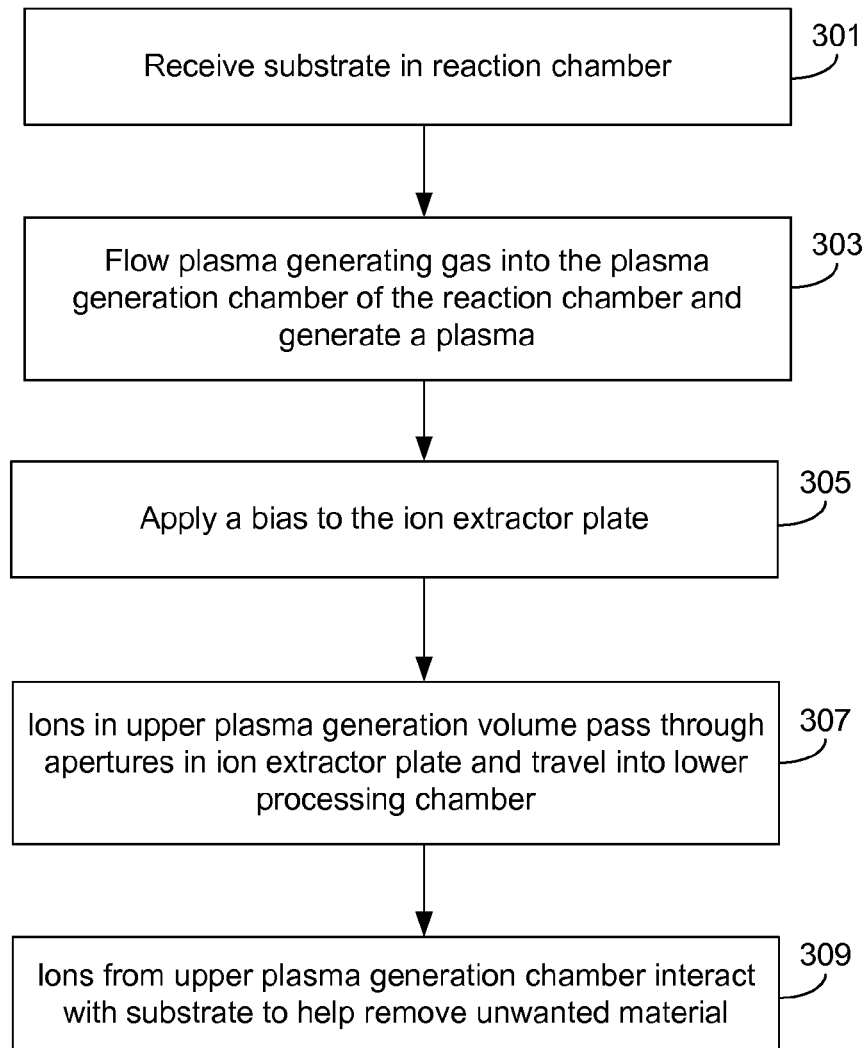 301
Receive substrate in reaction chamber
303
Flow plasma generating gas into the plasma
generation chamber of the reaction chamber and
generate a plasma
305
Apply a bias to the ion extractor plate
307
Ions in upper plasma generation volume pass through
apertures in ion extractor plate and travel into lower
processing chamber
309
Ions from upper plasma generation chamber interact
with substrate to help remove unwanted material